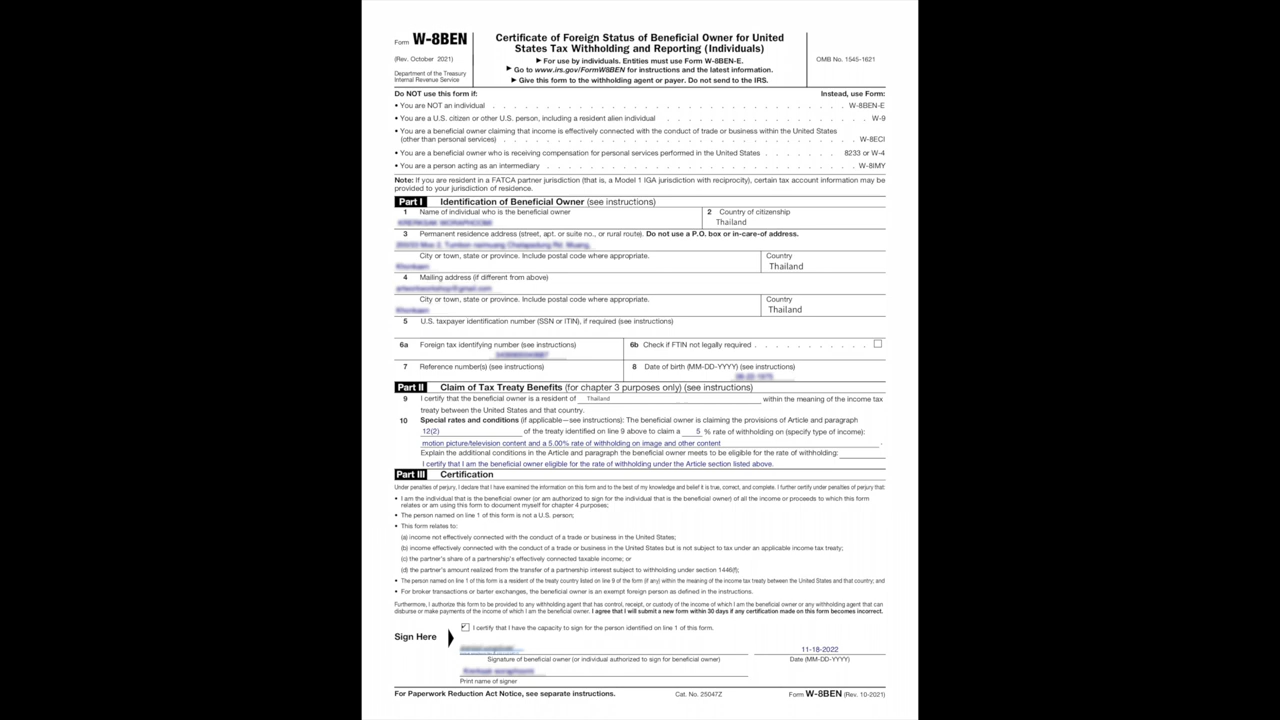 Form W-8BEN
(Rev. October 2021)
Department of the Treasury
Internal Revenue Service
Certificate of Foreign Status of Beneficial Owner for United
States Tax Withholding and Reporting (Individuals)
► For use by individuals. Entities must use Form W-8BEN-E.
► Go to www.irs.gov/FormW8BEN for instructions and the latest information.
► Give this form to the withholding agent or payer. Do not send to the IRS.
OMB No. 1545-1621
Do NOT use this form if: Instead, use Form:
• You are NOT an individual . . . . . . . . . . W-8BEN-E
• You are a U.S. citizen or other U.S. person, including a resident alien individual . . . . . . . . . . W-9
• You are a beneficial owner claiming that income is effectively connected with the conduct of trade or business within the United States
(other than personal services) . . . . . . . . . . W-8ECI
• You are a beneficial owner who is receiving compensation for personal services performed in the United States . . . . . . . 8233 or W-4
• You are a person acting as an intermediary . . . . . . . . . . W-8IMY
Note: If you are resident in a FATCA partner jurisdiction (that is, a Model 1 IGA jurisdiction with reciprocity), certain tax account information may be
provided to your jurisdiction of residence.
Part I Identification of Beneficial Owner (see instructions)
1 Name of individual who is the beneficial owner
2 Country of citizenship
Thailand
3 Permanent residence address (street, apt. or suite no., or rural route). Do not use a P.O. box or in-care-of address.
City or town, state or province. Include postal code where appropriate.
Country
Thailand
4 Mailing address (if different from above)
City or town, state or province. Include postal code where appropriate.
Country
Thailand
5 U.S. taxpayer identification number (SSN or ITIN), if required (see instructions)
6a Foreign tax identifying number (see instructions)
6b Check if FTIN not legally required . . . . . . . . . .
7 Reference number(s) (see instructions)
8 Date of birth (MM-DD-YYYY) (see instructions)
Part II Claim of Tax Treaty Benefits (for chapter 3 purposes only) (see instructions)
9 I certify that the beneficial owner is a resident of Thailand within the meaning of the income tax
treaty between the United States and that country.
10 Special rates and conditions (if applicable—see instructions): The beneficial owner is claiming the provisions of Article and paragraph
12(2) of the treaty identified on line 9 above to claim a 5 % rate of withholding on (specify type of income):
motion picture/television content and a 5.00% rate of withholding on image and other content .
Explain the additional conditions in the Article and paragraph the beneficial owner meets to be eligible for the rate of withholding:
I certify that I am the beneficial owner eligible for the rate of withholding under the Article section listed above.
Part III Certification
Under penalties of perjury, I declare that I have examined the information on this form and to the best of my knowledge and belief it is true, correct, and complete. I further certify under penalties of perjury that:
• I am the individual that is the beneficial owner (or am authorized to sign for the individual that is the beneficial owner) of all the income or proceeds to which this form
relates or am using this form to document myself for chapter 4 purposes;
• The person named on line 1 of this form is not a U.S. person;
• This form relates to:
(a) income not effectively connected with the conduct of a trade or business in the United States;
(b) income effectively connected with the conduct of a trade or business in the United States but is not subject to tax under an applicable income tax treaty;
(c) the partner's share of a partnership's effectively connected taxable income; or
(d) the partner's amount realized from the transfer of a partnership interest subject to withholding under section 1446(f);
• The person named on line 1 of this form is a resident of the treaty country listed on line 9 of the form (if any) within the meaning of the income tax treaty between the United States and that country; and
• For broker transactions or barter exchanges, the beneficial owner is an exempt foreign person as defined in the instructions.
Furthermore, I authorize this form to be provided to any withholding agent that has control, receipt, or custody of the income of which I am the beneficial owner or any withholding agent that can
disburse or make payments of the income of which I am the beneficial owner. I agree that I will submit a new form within 30 days if any certification made on this form becomes incorrect.
Sign Here
I certify that I have the capacity to sign for the person identified on line 1 of this form.
11-18-2022
Signature of beneficial owner (or individual authorized to sign for beneficial owner)
Date (MM-DD-YYYY)
Print name of signer
For Paperwork Reduction Act Notice, see separate instructions. Cat. No. 25047Z Form W-8BEN (Rev. 10-2021)